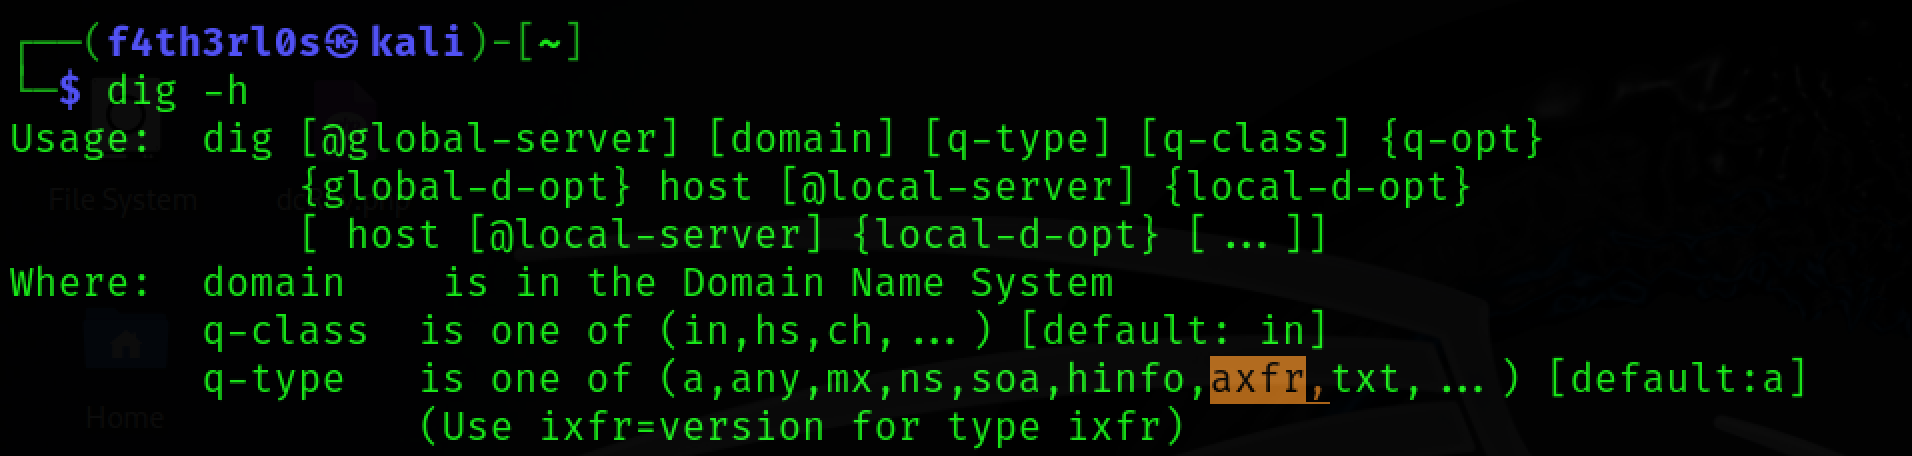 ┌──(f4th3rl0s㉿kali)-[~]
└─$ dig -h
Usage:  dig [@global-server] [domain] [q-type] [q-class] {q-opt}
            {global-d-opt} host [@local-server] {local-d-opt}
            [ host [@local-server] {local-d-opt} [...]]
Where:  domain    is in the Domain Name System
        q-class  is one of (in,hs,ch,...) [default: in]
        q-type   is one of (a,any,mx,ns,soa,hinfo,axfr,txt,...) [default:a]
                 (Use ixfr=version for type ixfr)
File System
Home